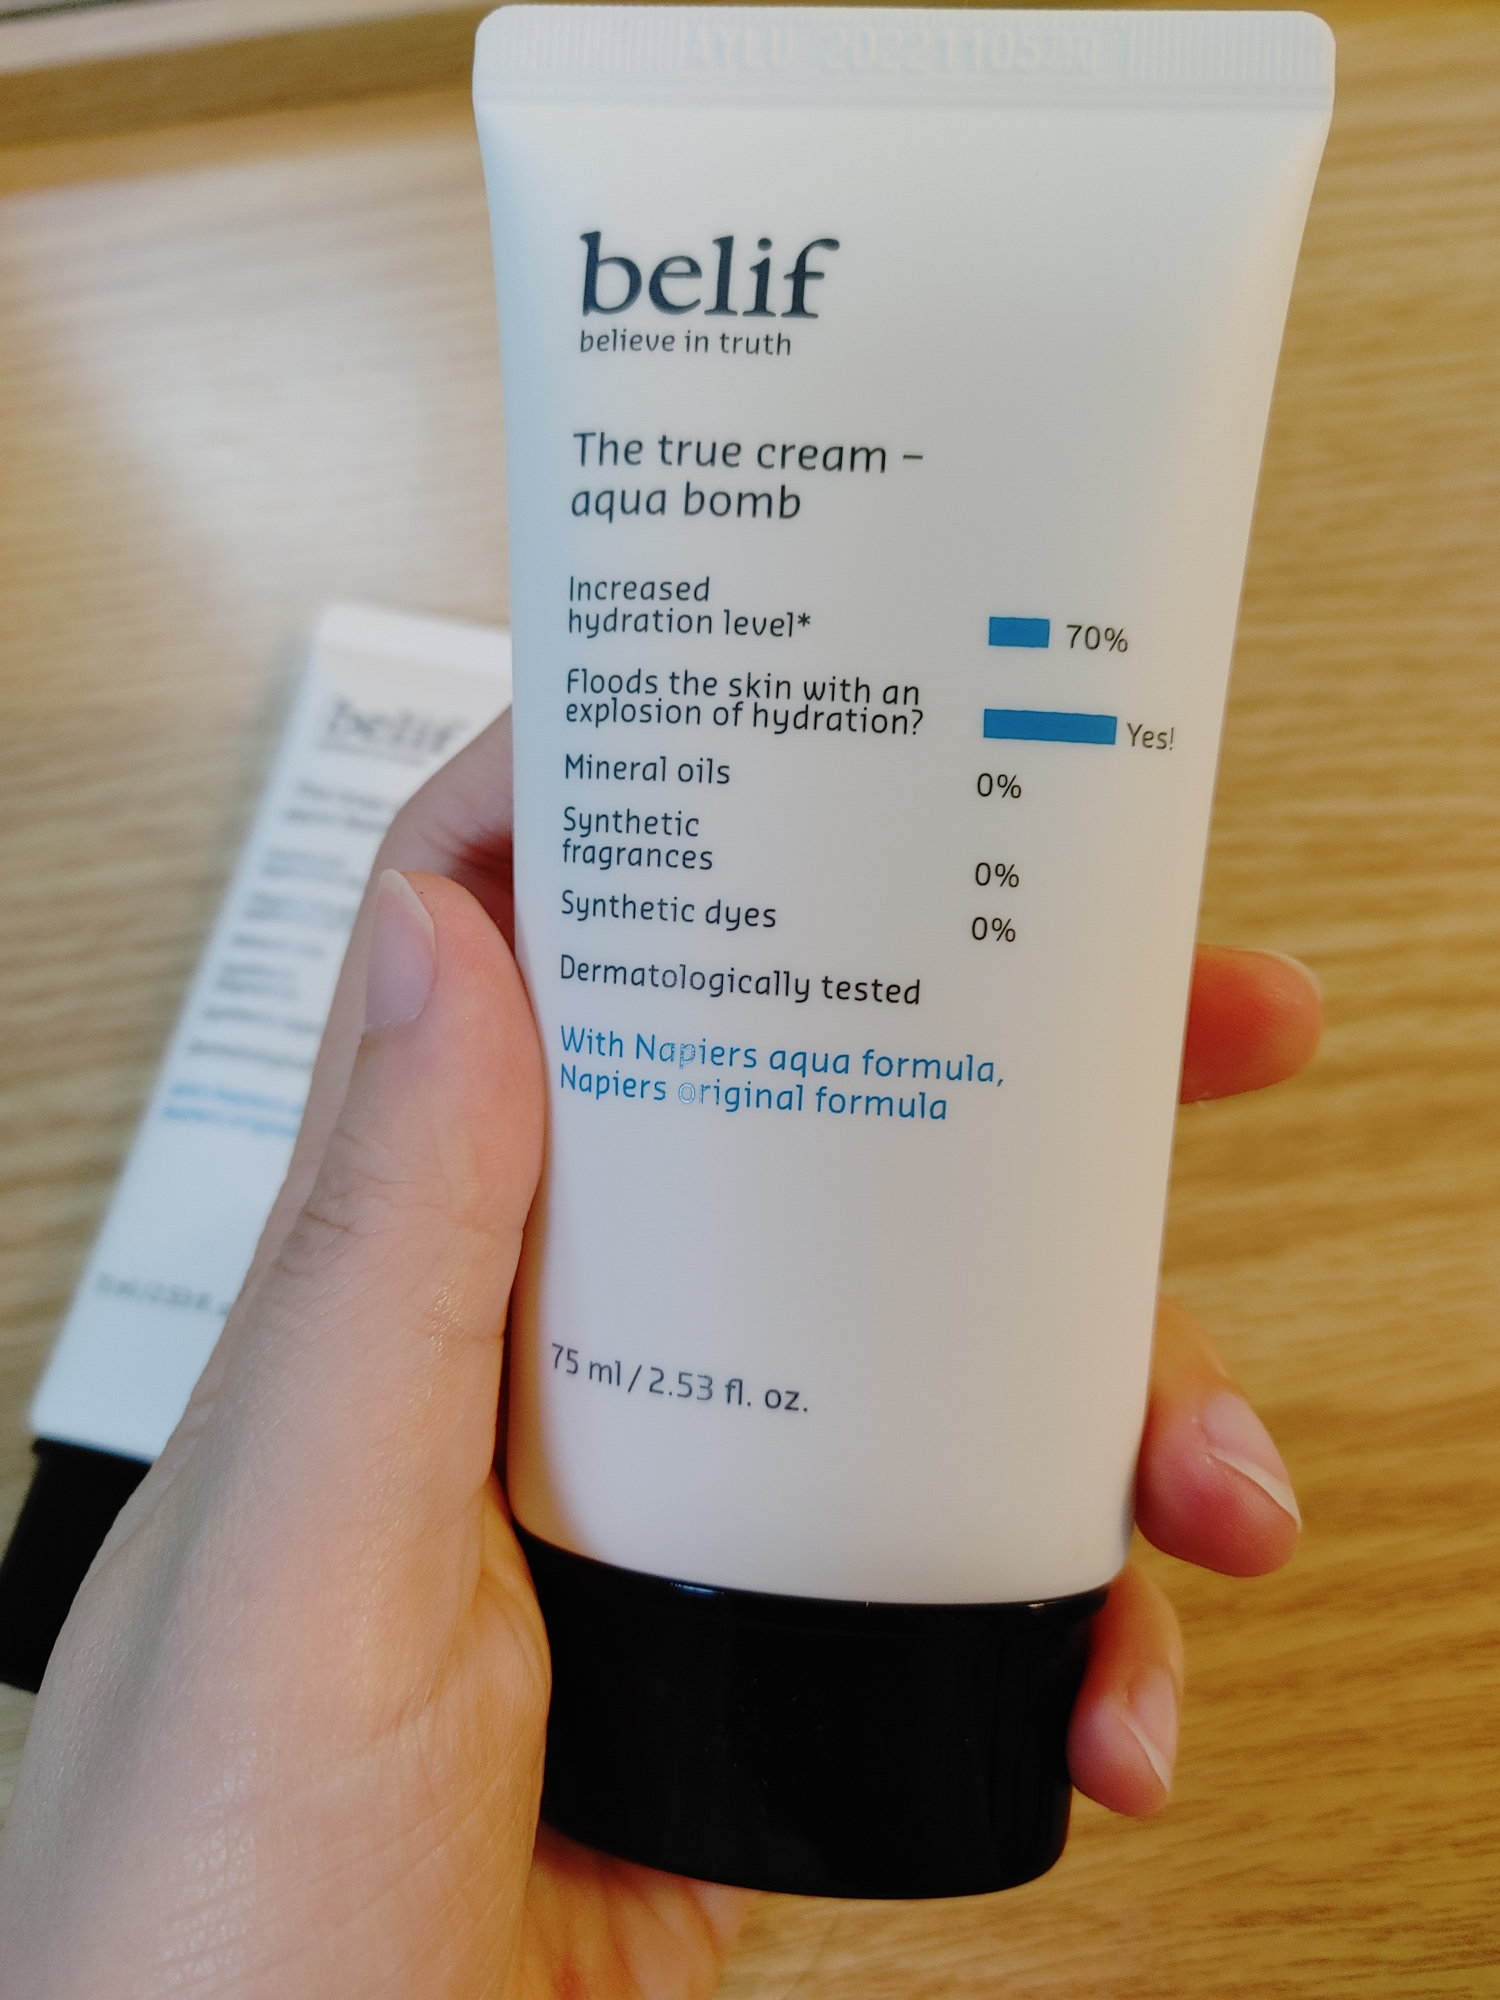 belif
believe in truth
The true cream –
aqua bomb
Increased
hydration level* 70%
Floods the skin with an
explosion of hydration? Yes!
Mineral oils 0%
Synthetic
fragrances 0%
Synthetic dyes 0%
Dermatologically tested
With Napiers aqua formula,
Napiers original formula
75 ml / 2.53 fl. oz.
belif